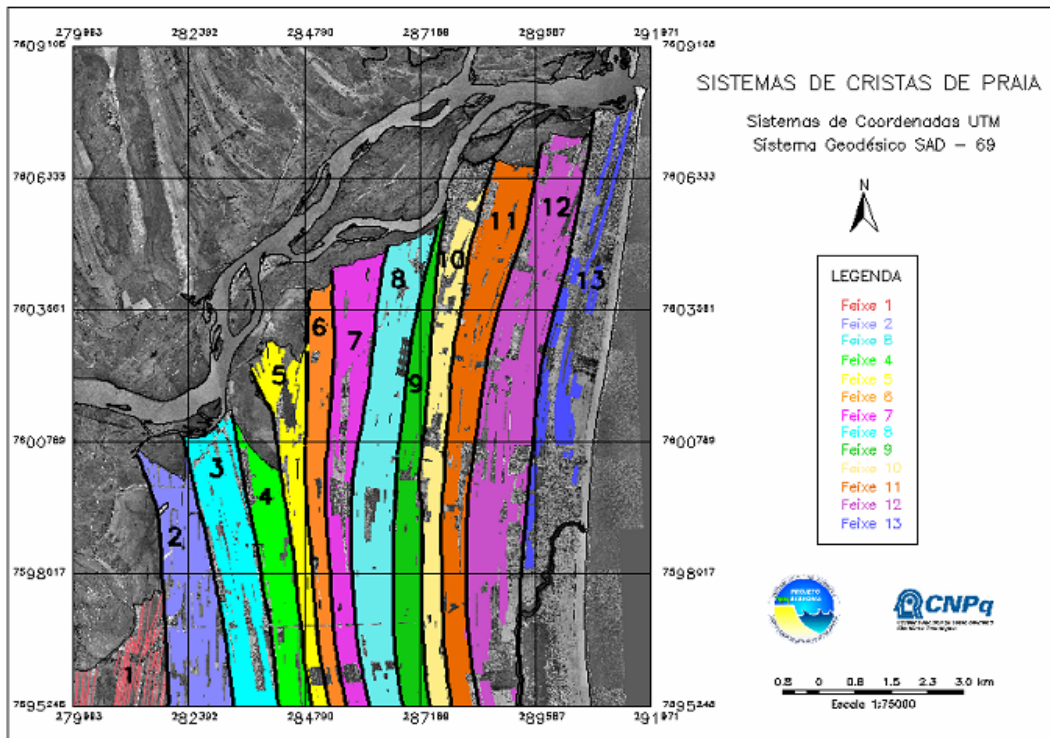 279983 282392 284790 287188 289587 291971
7609105 7609105
SISTEMAS DE CRISTAS DE PRAIA
Sistemas de Coordenadas UTM
Sistema Geodésico SAD – 69
7606333 7606333
N
12
11
10
13
8
LEGENDA
7603561 7603561
Feixe 1
Feixe 2
Feixe 8
Feixe 4
Feixe 5
Feixe 6
Feixe 7
Feixe 8
Feixe 9
Feixe 10
Feixe 11
Feixe 12
Feixe 13
6
7
5
9
7600789 7600789
3
4
2
7598017 7598017
PROJETO
CNPq
1
0.8 0 0.8 1.5 2.3 3.0 km
Escala 1:75000
7595246 7595246
279983 282392 284790 287188 289587 291971